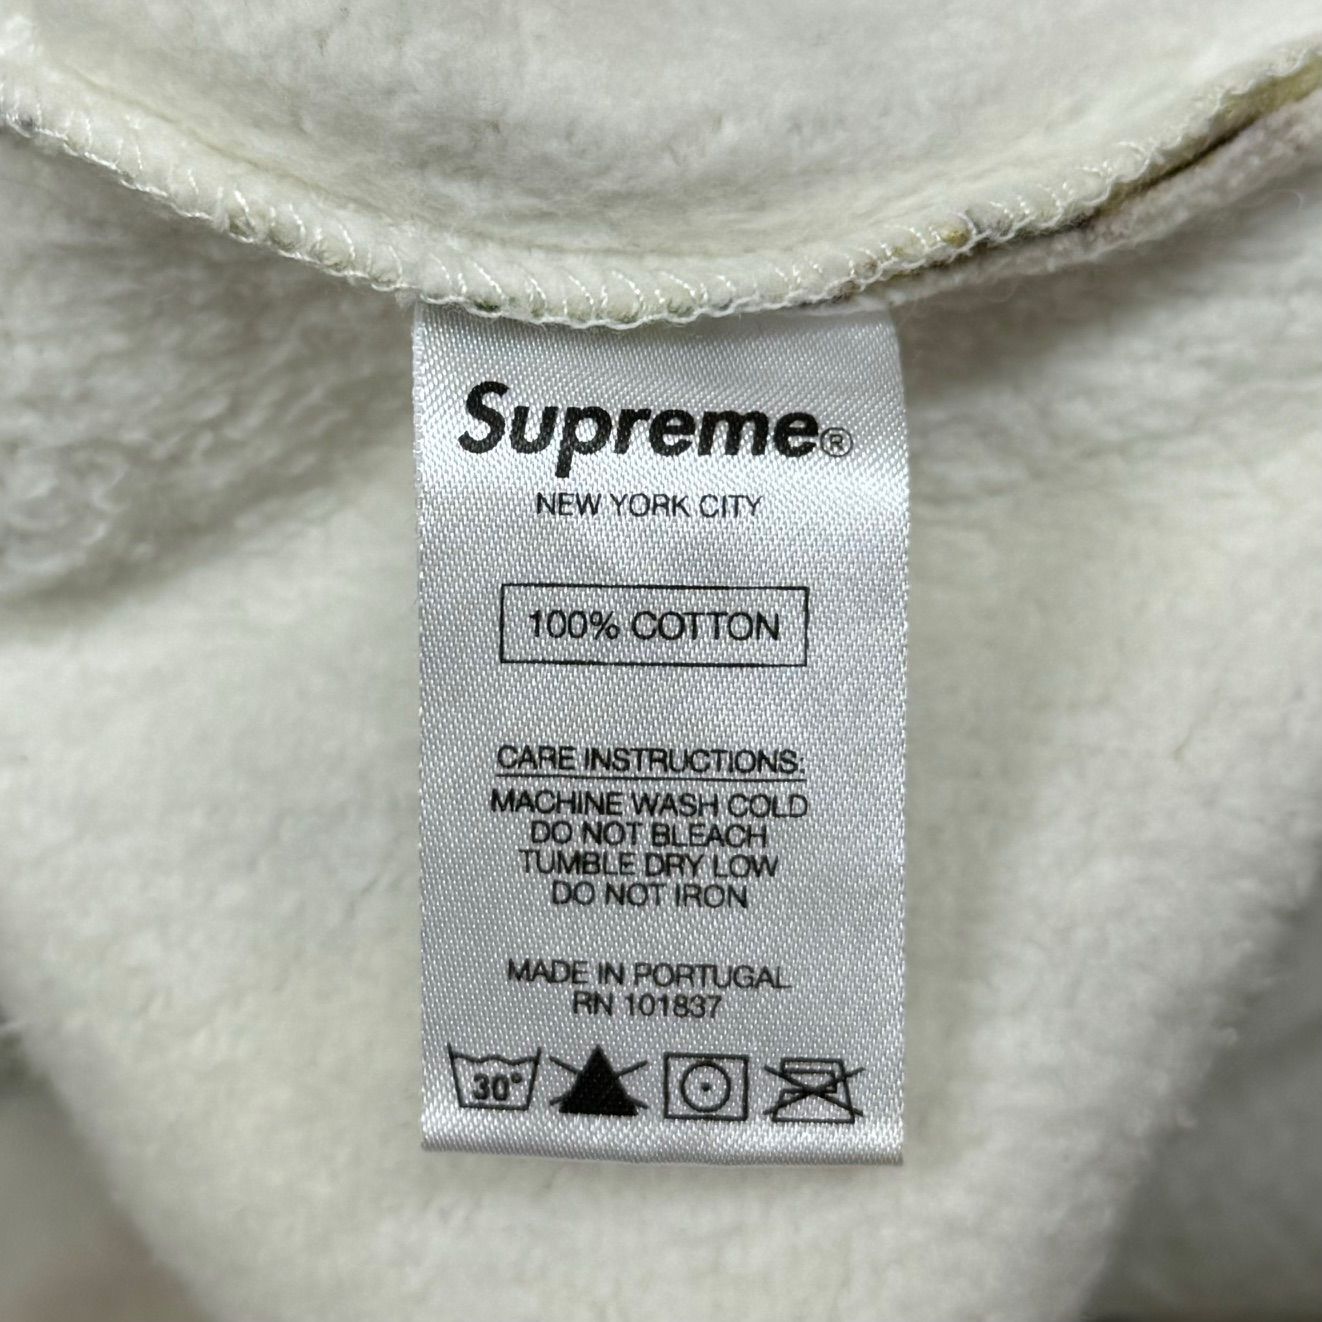 Supreme®
NEW YORK CITY
100% COTTON
CARE INSTRUCTIONS:
MACHINE WASH COLD
DO NOT BLEACH
TUMBLE DRY LOW
DO NOT IRON
MADE IN PORTUGAL
RN 101837
30°